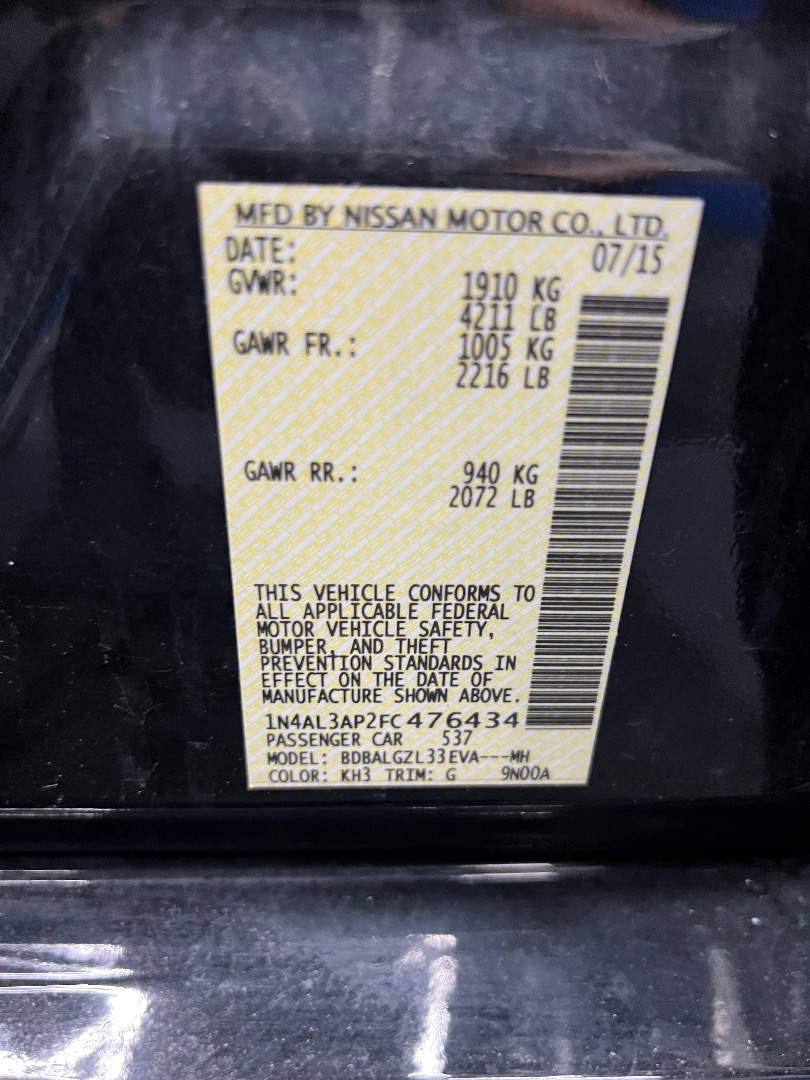 MFD BY NISSAN MOTOR CO., LTD.
DATE: 07/15
GVWR: 1910 KG
4211 LB
GAWR FR.: 1005 KG
2216 LB
GAWR RR.: 940 KG
2072 LB
THIS VEHICLE CONFORMS TO
ALL APPLICABLE FEDERAL
MOTOR VEHICLE SAFETY,
BUMPER, AND THEFT
PREVENTION STANDARDS IN
EFFECT ON THE DATE OF
MANUFACTURE SHOWN ABOVE.
1N4AL3AP2FC476434
PASSENGER CAR 537
MODEL: BDBALGZL33EVA---MH
COLOR: KH3 TRIM: G 9N00A